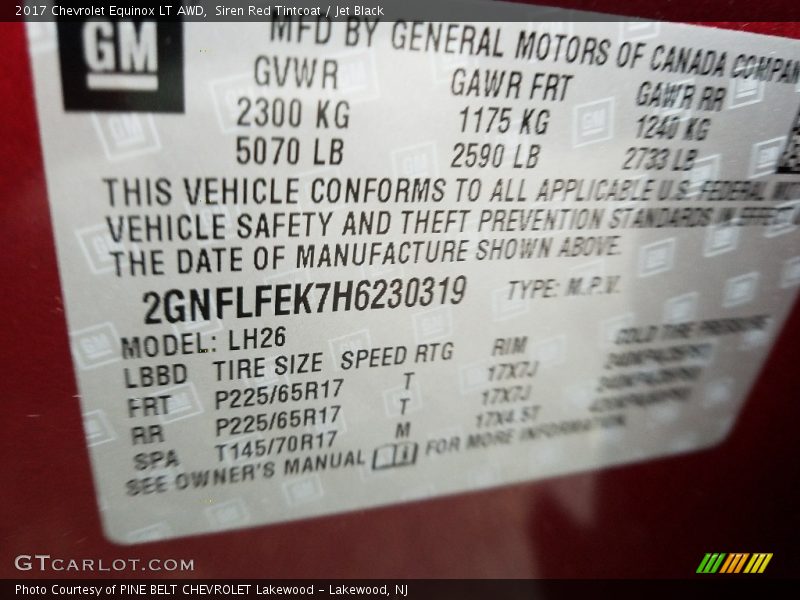 2017 Chevrolet Equinox LT AWD,  Siren Red Tintcoat / Jet Black
GM
MFD BY GENERAL MOTORS OF CANADA COMPAN
GVWR GAWR FRT GAWR RR
2300 KG 1175 KG 1240 KG
5070 LB 2590 LB 2733 LB
THIS VEHICLE CONFORMS TO ALL APPLICABLE U.S. FEDERAL
VEHICLE SAFETY AND THEFT PREVENTION STANDARDS IN EFFECT
THE DATE OF MANUFACTURE SHOWN ABOVE.
2GNFLFEK7H6230319 TYPE: M.P.V.
MODEL: LH26
LBBD TIRE SIZE SPEED RTG RIM COLD TIRE PRESSURE
FRT P225/65R17 T 17X7J
RR P225/65R17 T 17X7J
SPA T145/70R17 M 17X4.5T
SEE OWNER'S MANUAL FOR MORE INFORMATION.
GTCARLOT.COM
Photo Courtesy of PINE BELT CHEVROLET Lakewood - Lakewood, NJ